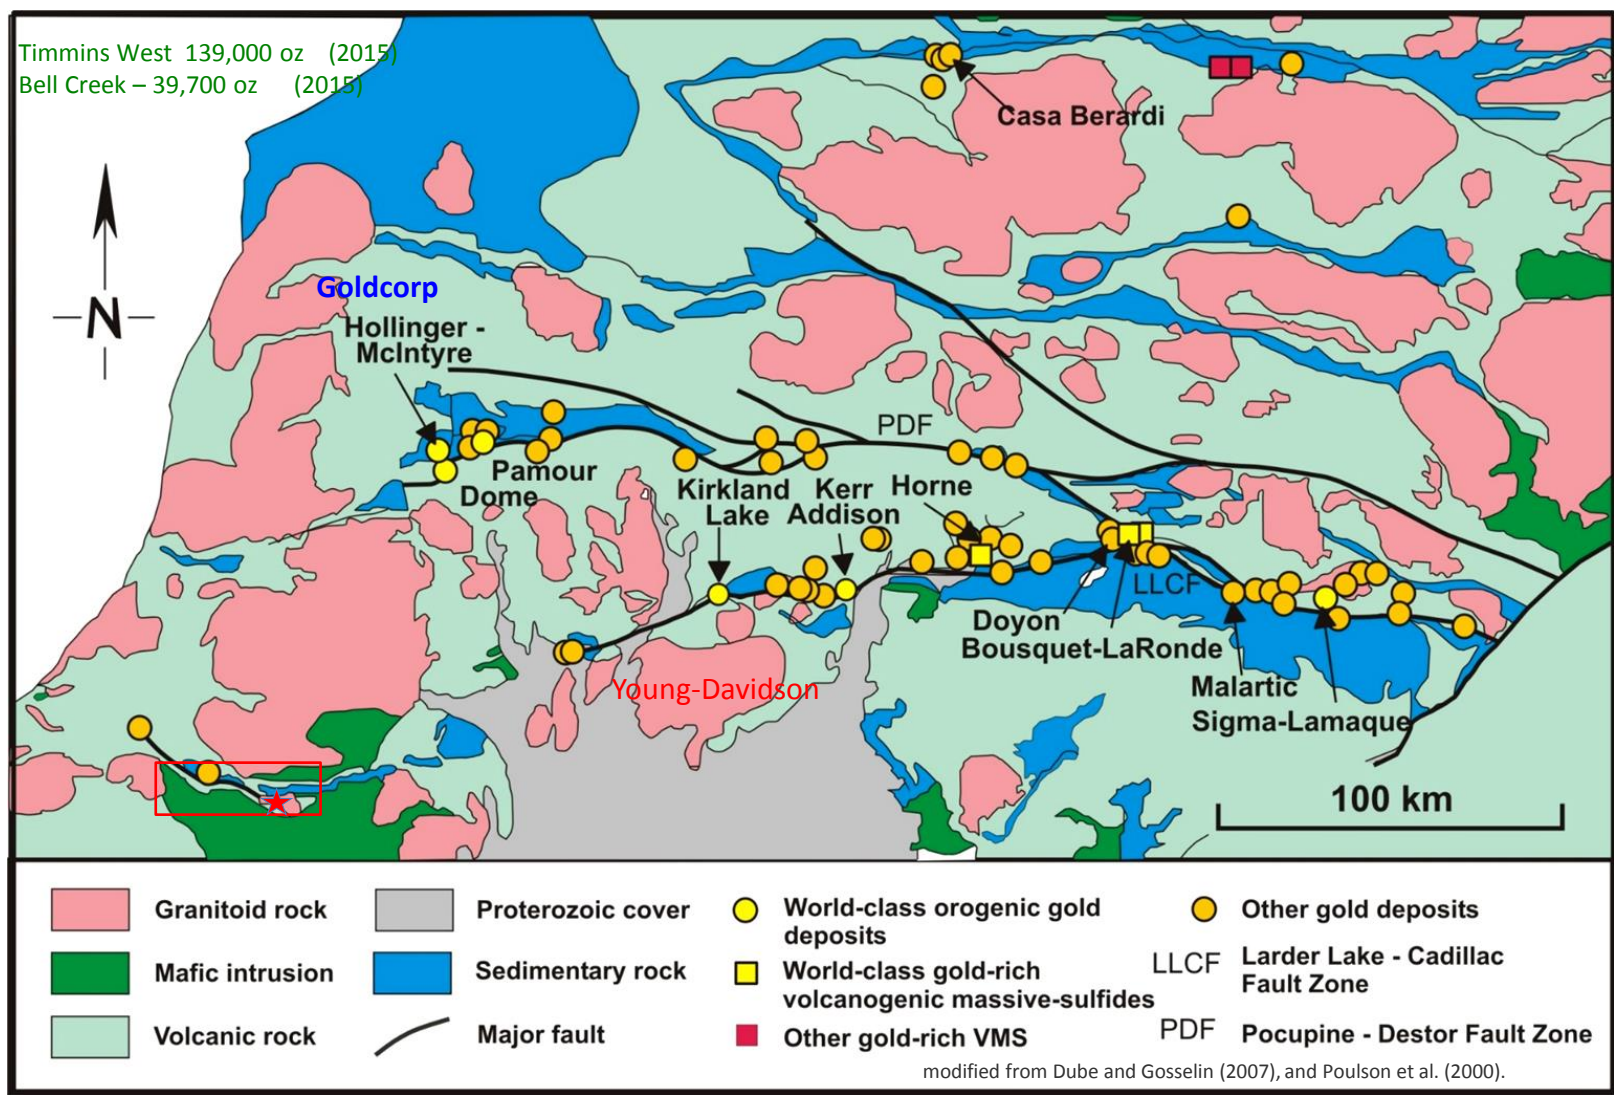 Timmins West 139,000 oz (2015)
Bell Creek – 39,700 oz (2015)
Casa Berardi
N
Goldcorp
Hollinger -
McIntyre
PDF
Pamour
Dome
Kirkland
Lake
Kerr
Addison
Horne
LLCF
Doyon
Bousquet-LaRonde
Young-Davidson
Malartic
Sigma-Lamaque
100 km
Granitoid rock
Mafic intrusion
Volcanic rock
Proterozoic cover
Sedimentary rock
Major fault
World-class orogenic gold
deposits
World-class gold-rich
volcanogenic massive-sulfides
Other gold-rich VMS
Other gold deposits
LLCF Larder Lake - Cadillac
Fault Zone
PDF Pocupine - Destor Fault Zone
modified from Dube and Gosselin (2007), and Poulson et al. (2000).